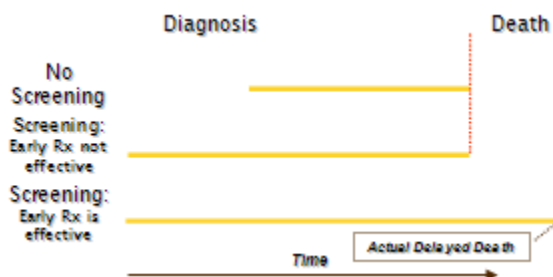 Diagnosis Death
No
Screening
Screening:
Early Rx not
effective
Screening:
Early Rx is
effective
Actual Delayed Death
Time